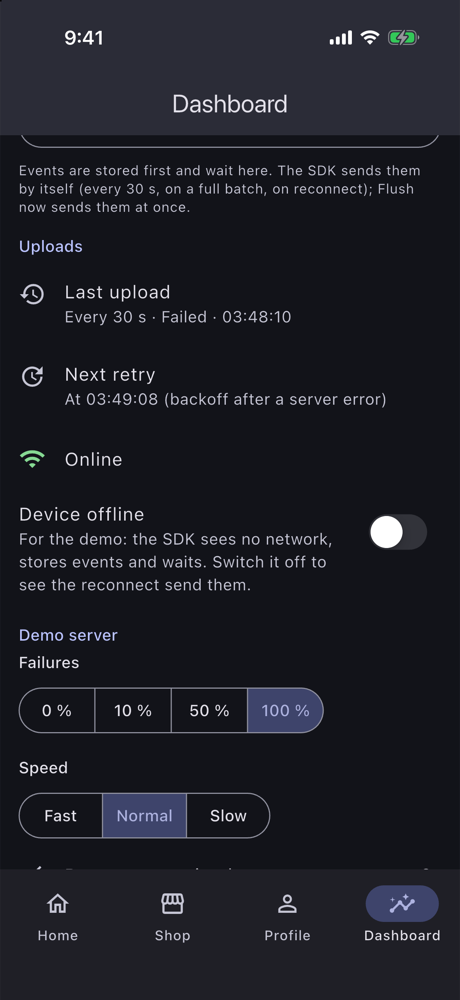 9:41
Dashboard
Events are stored first and wait here. The SDK sends them
by itself (every 30 s, on a full batch, on reconnect); Flush
now sends them at once.
Uploads
Last upload
Every 30 s · Failed · 03:48:10
Next retry
At 03:49:08 (backoff after a server error)
Online
Device offline
For the demo: the SDK sees no network,
stores events and waits. Switch it off to
see the reconnect send them.
Demo server
Failures
0 % 10 % 50 % 100 %
Speed
Fast Normal Slow
Home Shop Profile Dashboard